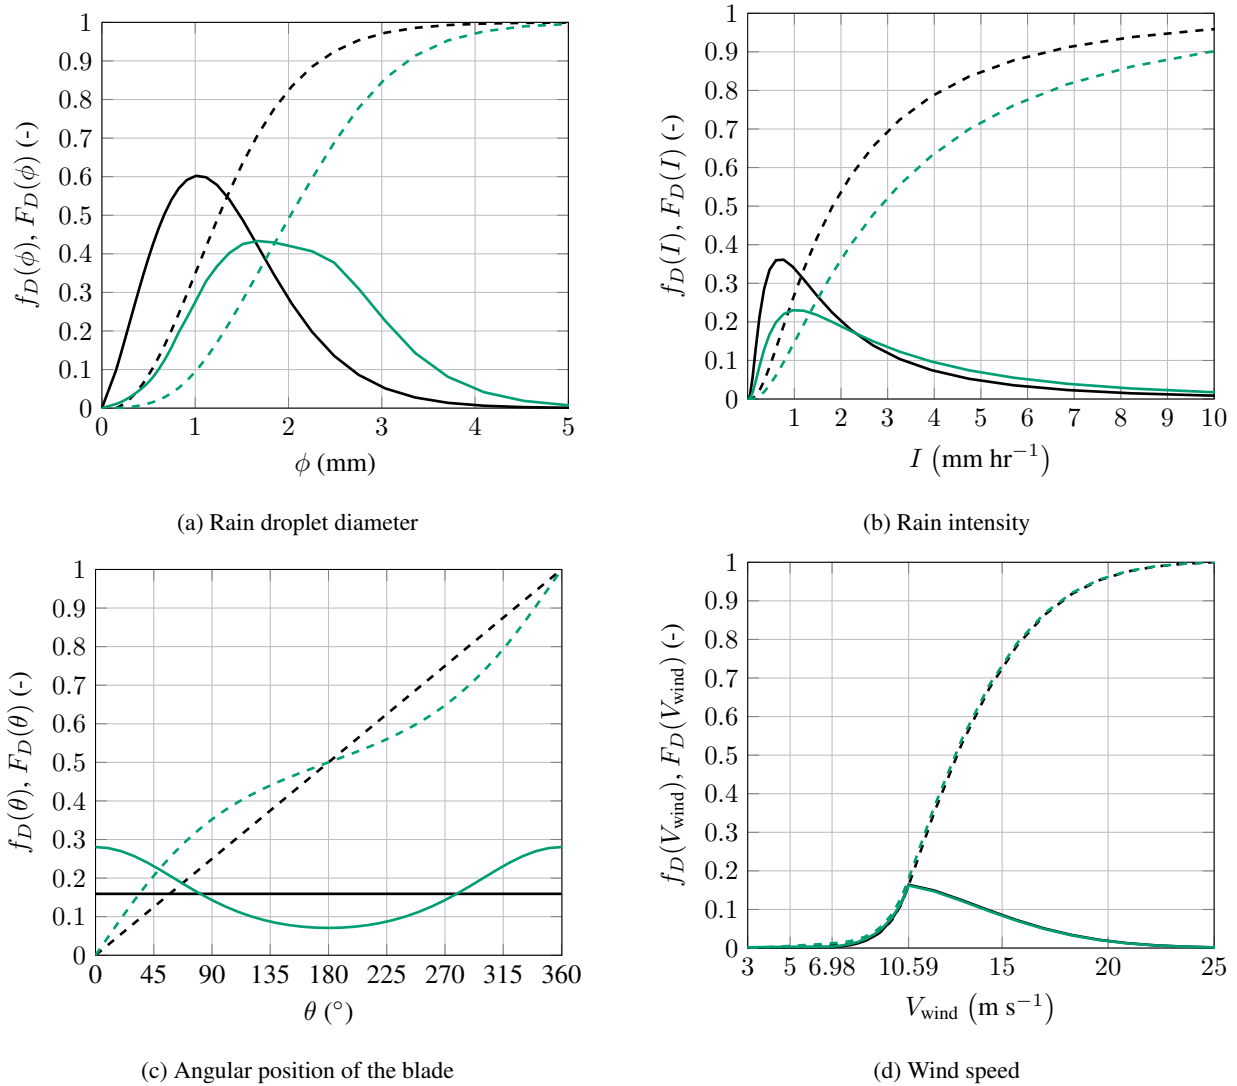 1
0.9
0.8
0.7
0.6
0.5
0.4
0.3
0.2
0.1
0
f_D(ϕ), F_D(ϕ) (-)
0 1 2 3 4 5
ϕ (mm)
(a) Rain droplet diameter
1
0.9
0.8
0.7
0.6
0.5
0.4
0.3
0.2
0.1
0
f_D(I), F_D(I) (-)
1 2 3 4 5 6 7 8 9 10
I (mm hr⁻¹)
(b) Rain intensity
1
0.9
0.8
0.7
0.6
0.5
0.4
0.3
0.2
0.1
0
f_D(θ), F_D(θ) (-)
0 45 90 135 180 225 270 315 360
θ (°)
(c) Angular position of the blade
1
0.9
0.8
0.7
0.6
0.5
0.4
0.3
0.2
0.1
0
f_D(V_wind), F_D(V_wind) (-)
3 5 6.98 10.59 15 20 25
V_wind (m s⁻¹)
(d) Wind speed